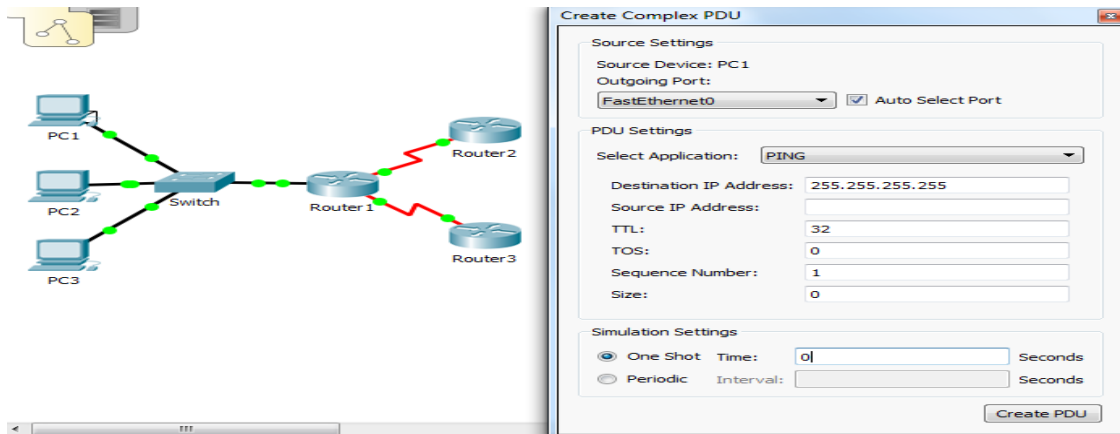 PC1
PC2
PC3
Switch
Router1
Router2
Router3
Create Complex PDU
Source Settings
Source Device: PC1
Outgoing Port:
FastEthernet0
Auto Select Port
PDU Settings
Select Application: PING
Destination IP Address: 255.255.255.255
Source IP Address:
TTL: 32
TOS: 0
Sequence Number: 1
Size: 0
Simulation Settings
One Shot Time: 0 Seconds
Periodic Interval: Seconds
Create PDU